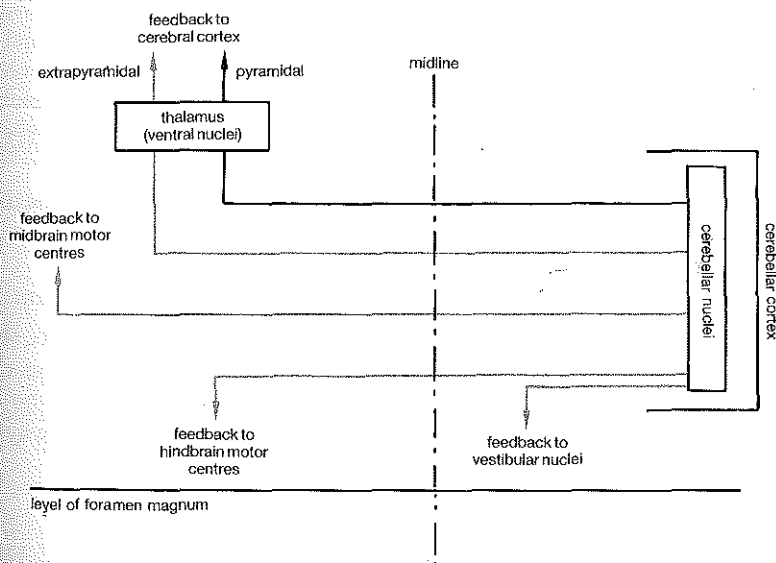 feedback to
cerebral cortex
extrapyramidal
pyramidal
midline
thalamus
(ventral nuclei)
feedback to
midbrain motor
centres
cerebellar nuclei
cerebellar cortex
feedback to
hindbrain motor
centres
feedback to
vestibular nuclei
level of foramen magnum